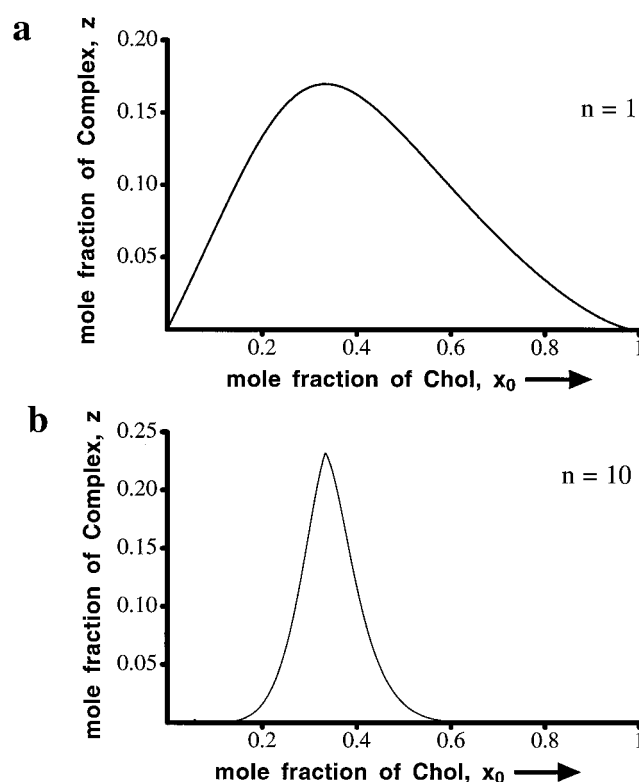 a
mole fraction of Complex, z
0.20
0.15
0.10
0.05
n = 1
0.2
0.4
0.6
0.8
1
mole fraction of Chol, x₀
b
mole fraction of Complex, z
0.25
0.20
0.15
0.10
0.05
n = 10
0.2
0.4
0.6
0.8
1
mole fraction of Chol, x₀